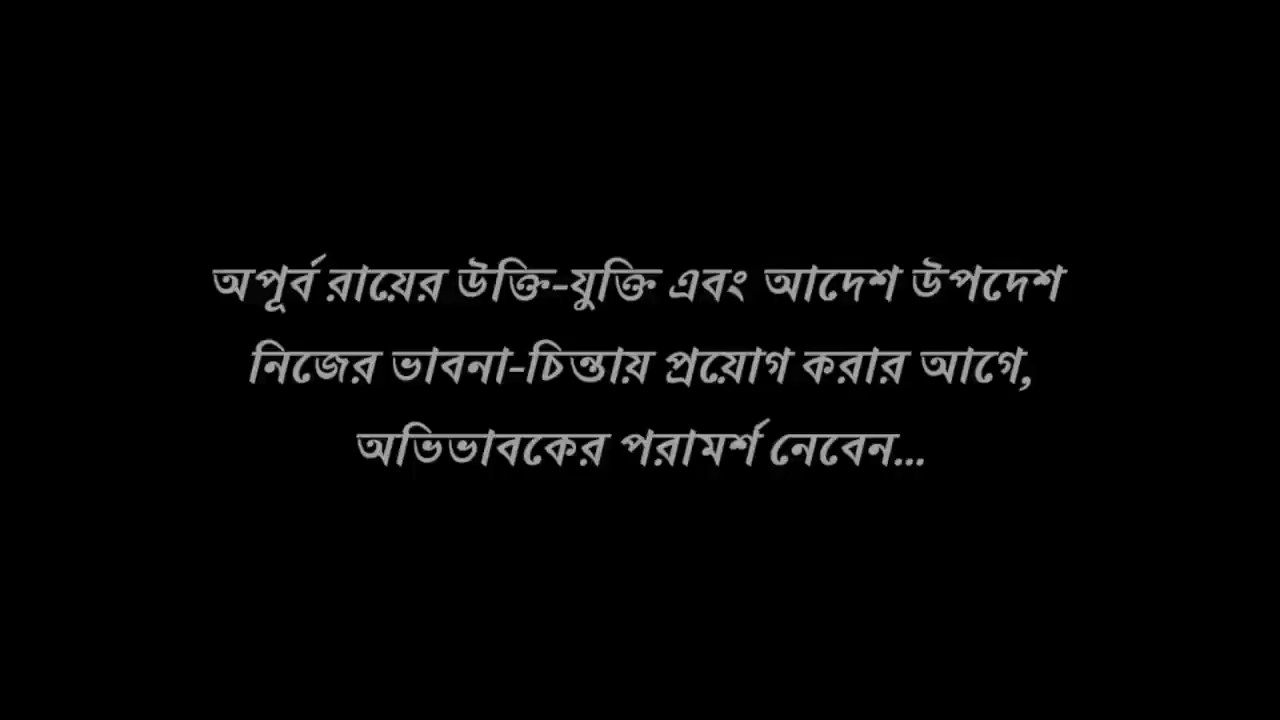 অপূর্ব রায়ের উক্তি-যুক্তি এবং আদেশ উপদেশ
নিজের ভাবনা-চিন্তায় প্রয়োগ করার আগে,
অভিভাবকের পরামর্শ নেবেন...